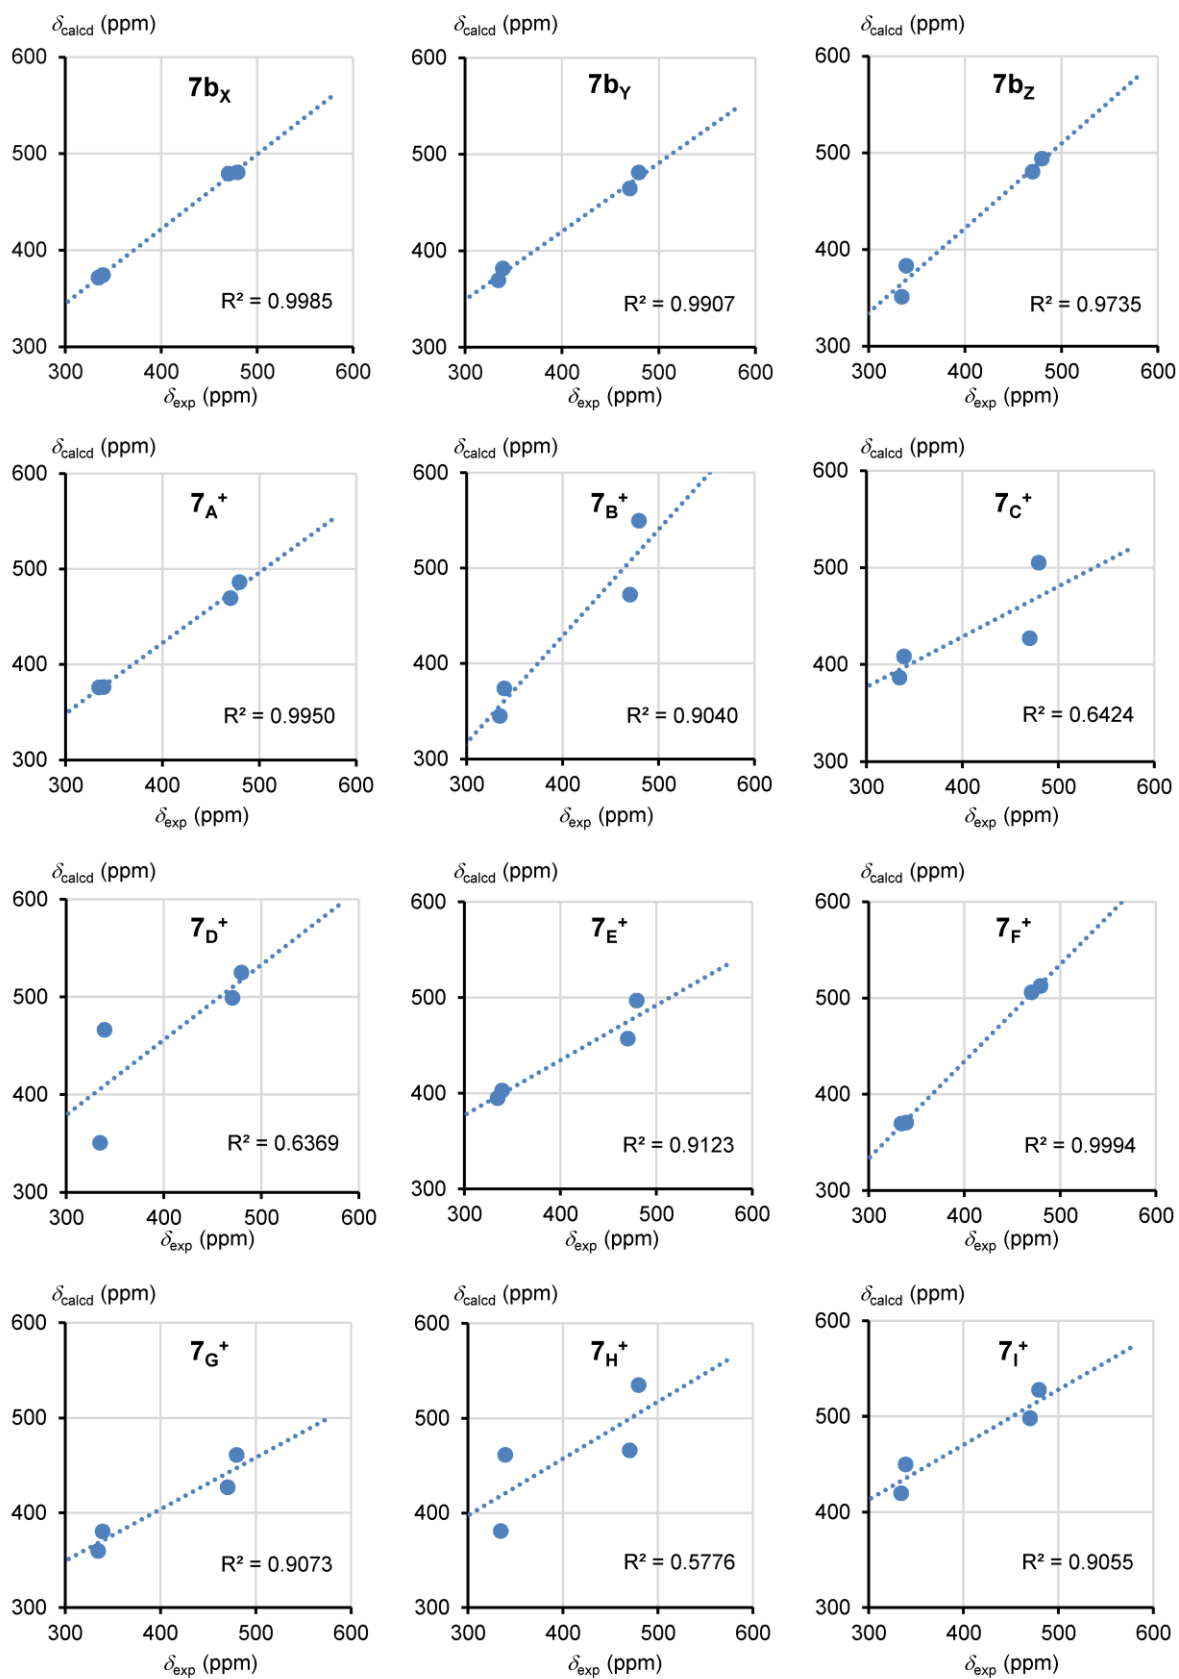 δcalcd (ppm) δcalcd (ppm) δcalcd (ppm)
600 600 600
7bX 7bY 7bZ
500 500 500
400 400 400
R² = 0.9985 R² = 0.9907 R² = 0.9735
300 300 300
300 400 500 600 300 400 500 600 300 400 500 600
δexp (ppm) δexp (ppm) δexp (ppm)
δcalcd (ppm) δcalcd (ppm) δcalcd (ppm)
600 600 600
7A+ 7B+ 7C+
500 500 500
400 400 400
R² = 0.9950 R² = 0.9040 R² = 0.6424
300 300 300
300 400 500 600 300 400 500 600 300 400 500 600
δexp (ppm) δexp (ppm) δexp (ppm)
δcalcd (ppm) δcalcd (ppm) δcalcd (ppm)
600 600 600
7D+ 7E+ 7F+
500 500 500
400 400 400
R² = 0.6369 R² = 0.9123 R² = 0.9994
300 300 300
300 400 500 600 300 400 500 600 300 400 500 600
δexp (ppm) δexp (ppm) δexp (ppm)
δcalcd (ppm) δcalcd (ppm) δcalcd (ppm)
600 600 600
7G+ 7H+ 7I+
500 500 500
400 400 400
R² = 0.9073 R² = 0.5776 R² = 0.9055
300 300 300
300 400 500 600 300 400 500 600 300 400 500 600
δexp (ppm) δexp (ppm) δexp (ppm)